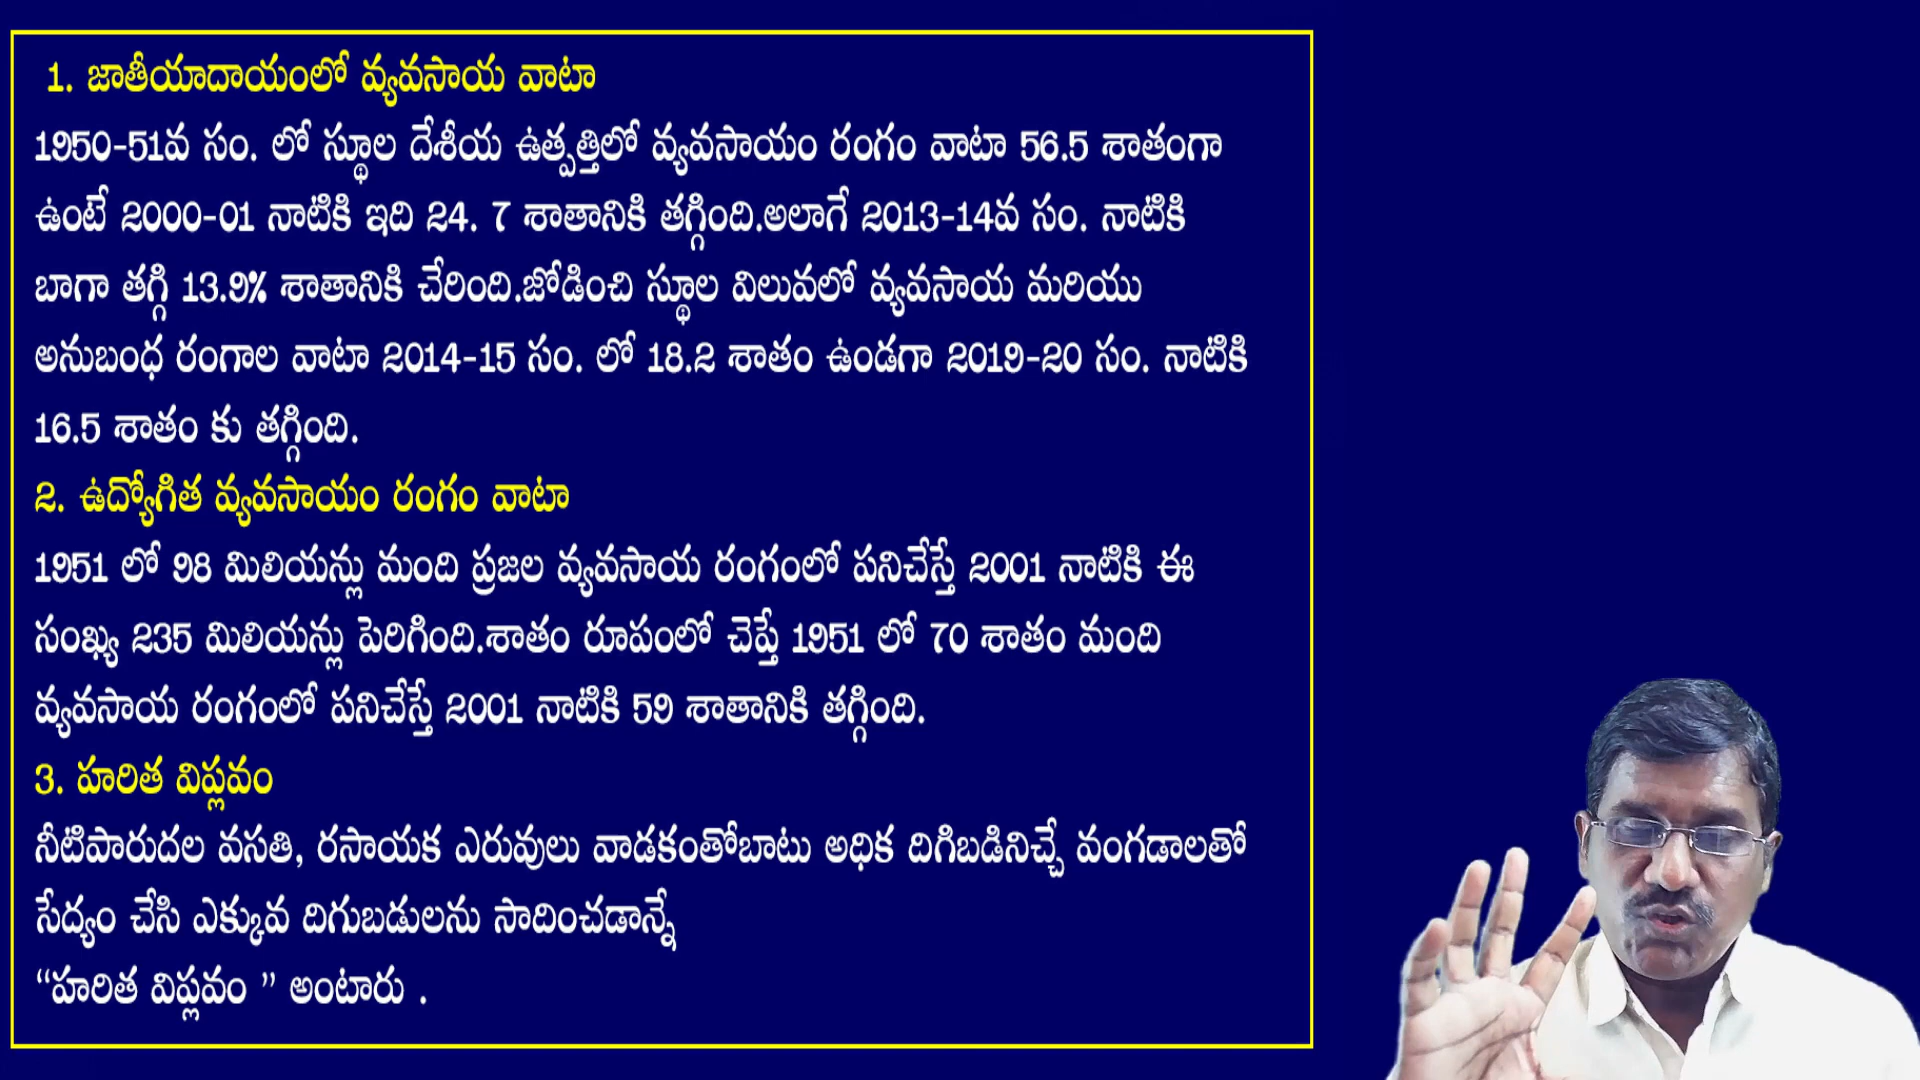 1. జాతీయాదాయంలో వ్యవసాయ వాటా
1950-51వ సం. లో స్థూల దేశీయ ఉత్పత్తిలో వ్యవసాయం రంగం వాటా 56.5 శాతంగా
ఉంటే 2000-01 నాటికి ఇది 24. 7 శాతానికి తగ్గింది.అలాగే 2013-14వ సం. నాటికి
బాగా తగ్గి 13.9% శాతానికి చేరింది.జోడించి స్థూల విలువలో వ్యవసాయ మరియు
అనుబంధ రంగాల వాటా 2014-15 సం. లో 18.2 శాతం ఉండగా 2019-20 సం. నాటికి
16.5 శాతం కు తగ్గింది.
2. ఉద్యోగిత వ్యవసాయం రంగం వాటా
1951 లో 98 మిలియన్లు మంది ప్రజల వ్యవసాయ రంగంలో పనిచేస్తే 2001 నాటికి ఈ
సంఖ్య 235 మిలియన్లు పెరిగింది.శాతం రూపంలో చెప్తే 1951 లో 70 శాతం మంది
వ్యవసాయ రంగంలో పనిచేస్తే 2001 నాటికి 59 శాతానికి తగ్గింది.
3. హరిత విప్లవం
నీటిపారుదల వసతి, రసాయక ఎరువులు వాడకంతోబాటు అధిక దిగిబడినిచ్చే వంగడాలతో
సేద్యం చేసి ఎక్కువ దిగుబడులను సాదించడాన్నే
“హరిత విప్లవం ” అంటారు .